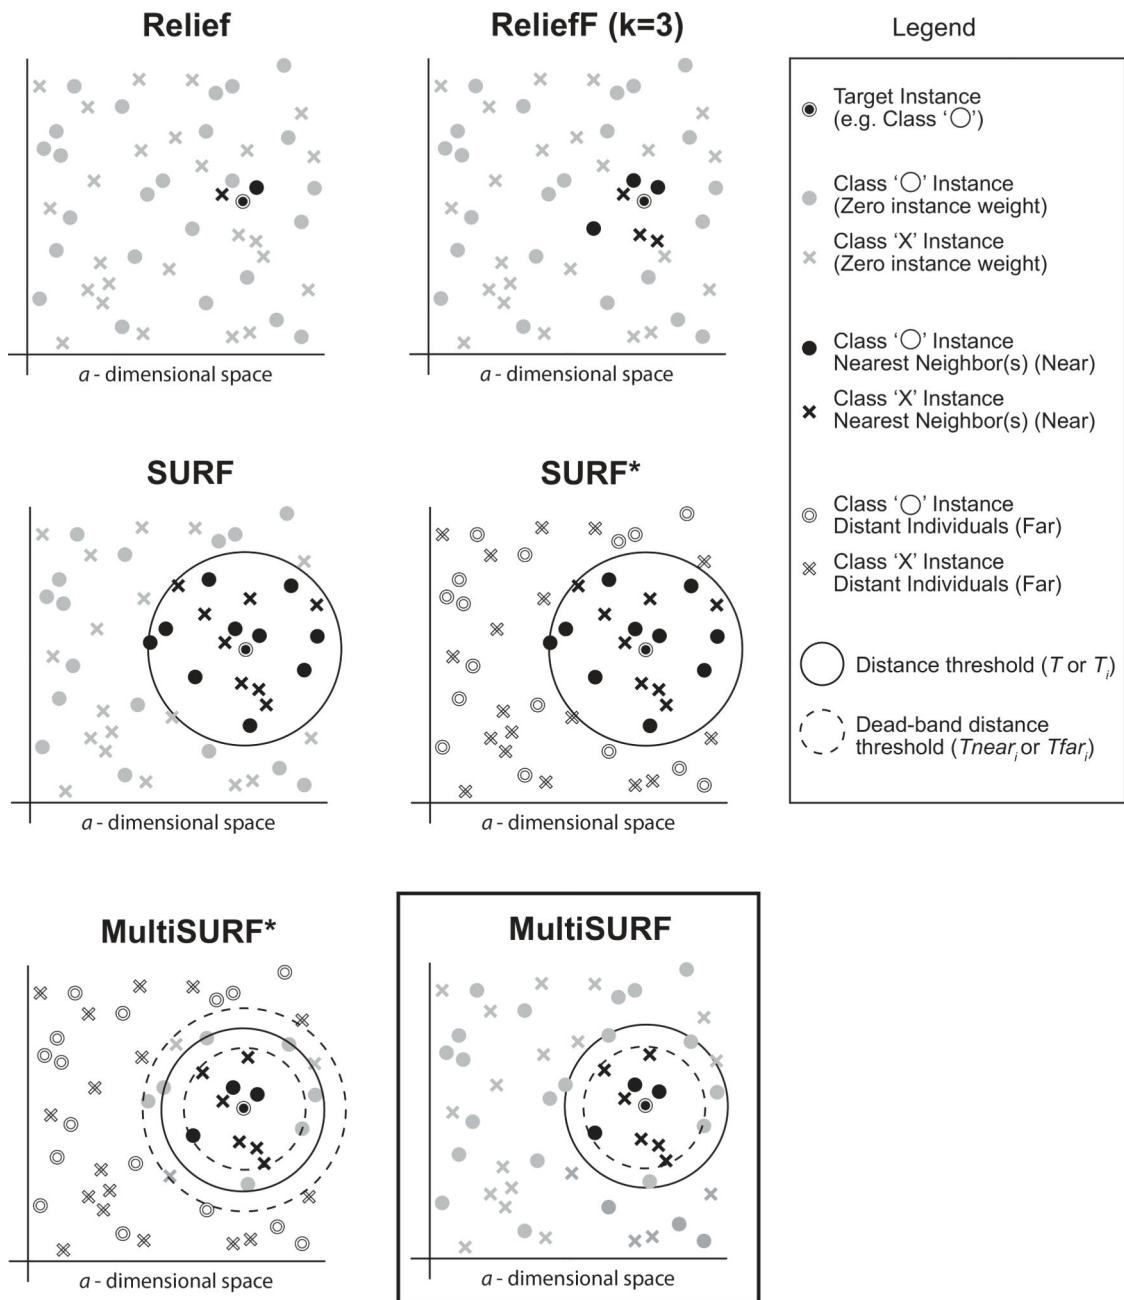 Relief
ReliefF (k=3)
Legend
Target Instance
(e.g. Class ‘○’)
Class ‘○’ Instance
(Zero instance weight)
Class ‘X’ Instance
(Zero instance weight)
Class ‘○’ Instance
Nearest Neighbor(s) (Near)
Class ‘X’ Instance
Nearest Neighbor(s) (Near)
Class ‘○’ Instance
Distant Individuals (Far)
Class ‘X’ Instance
Distant Individuals (Far)
Distance threshold (T or Ti)
Dead-band distance
threshold (Tneari or Tfari)
a - dimensional space
a - dimensional space
SURF
SURF*
a - dimensional space
a - dimensional space
MultiSURF*
MultiSURF
a - dimensional space
a - dimensional space